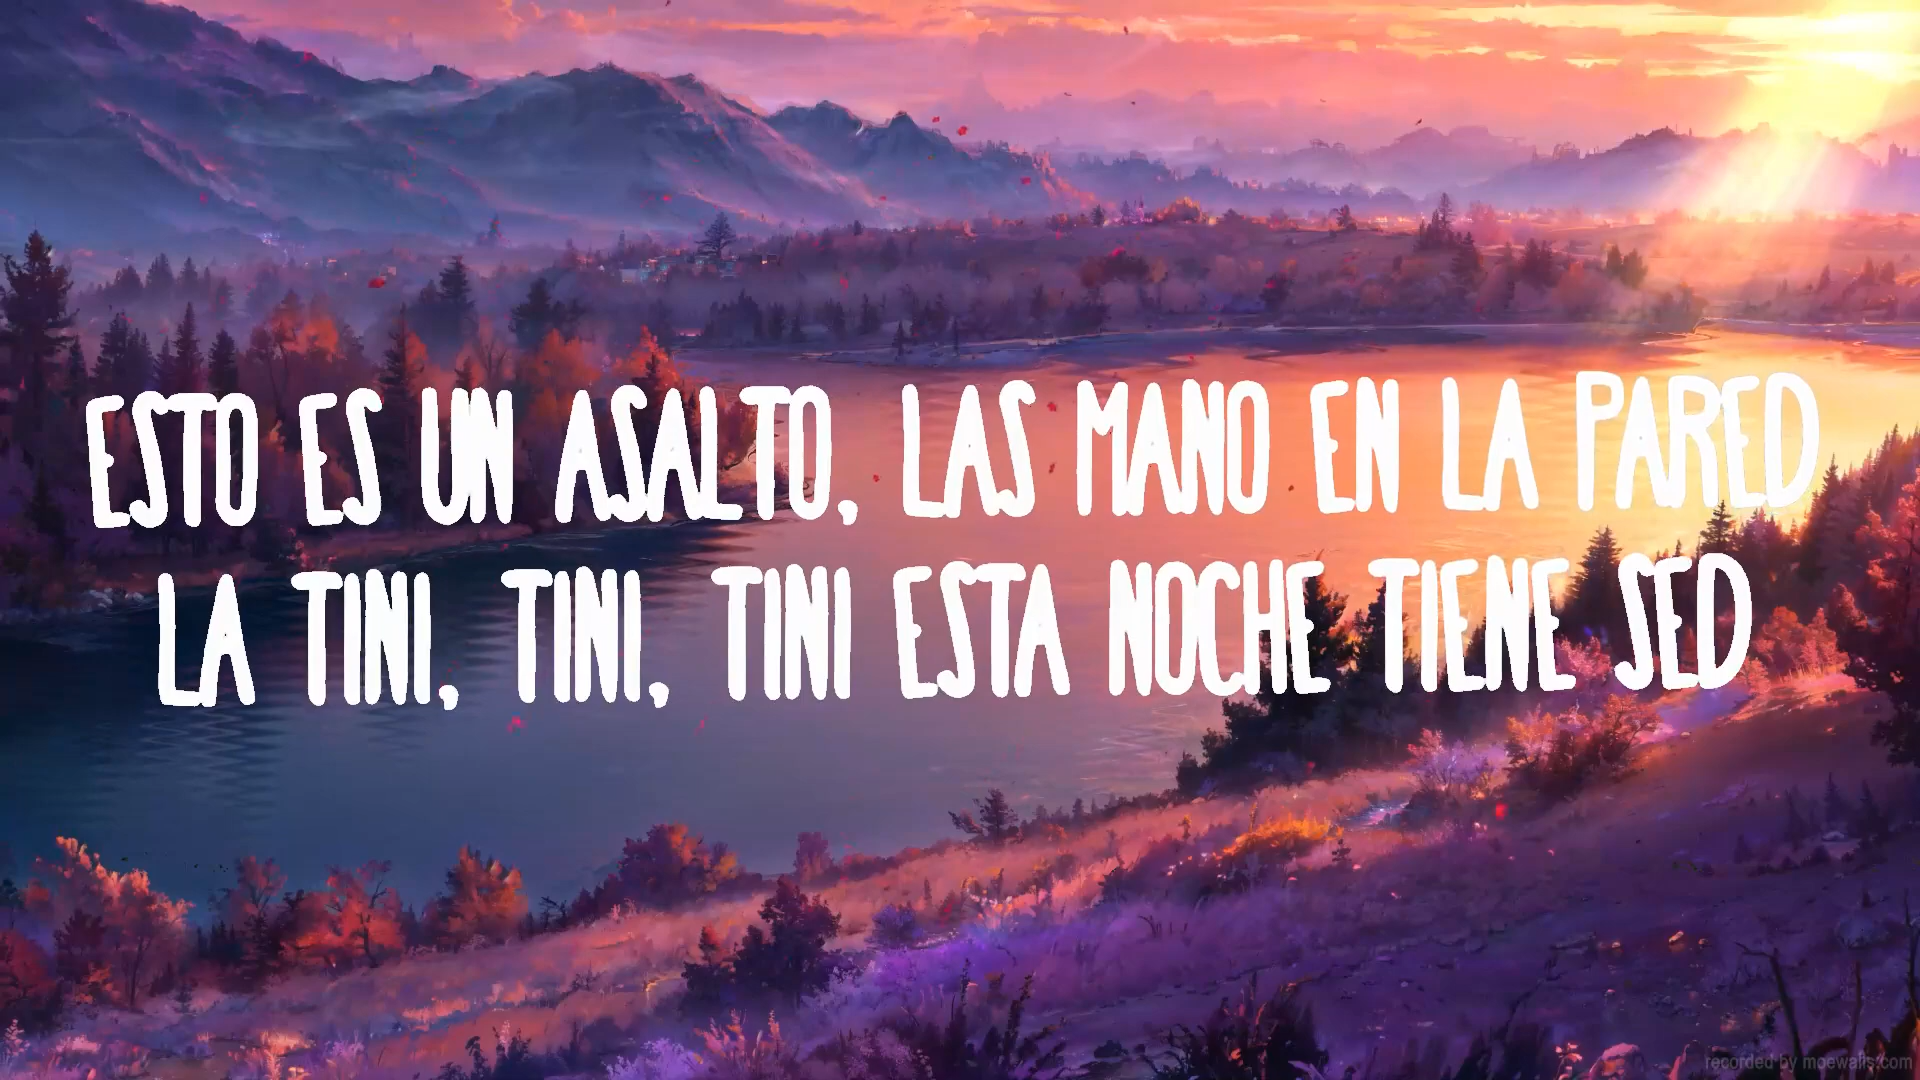 ESTO ES UN ASALTO, LAS MANO EN LA PARED
LA TINI, TINI, TINI ESTA NOCHE TIENE SED
recorded by moewalls.com